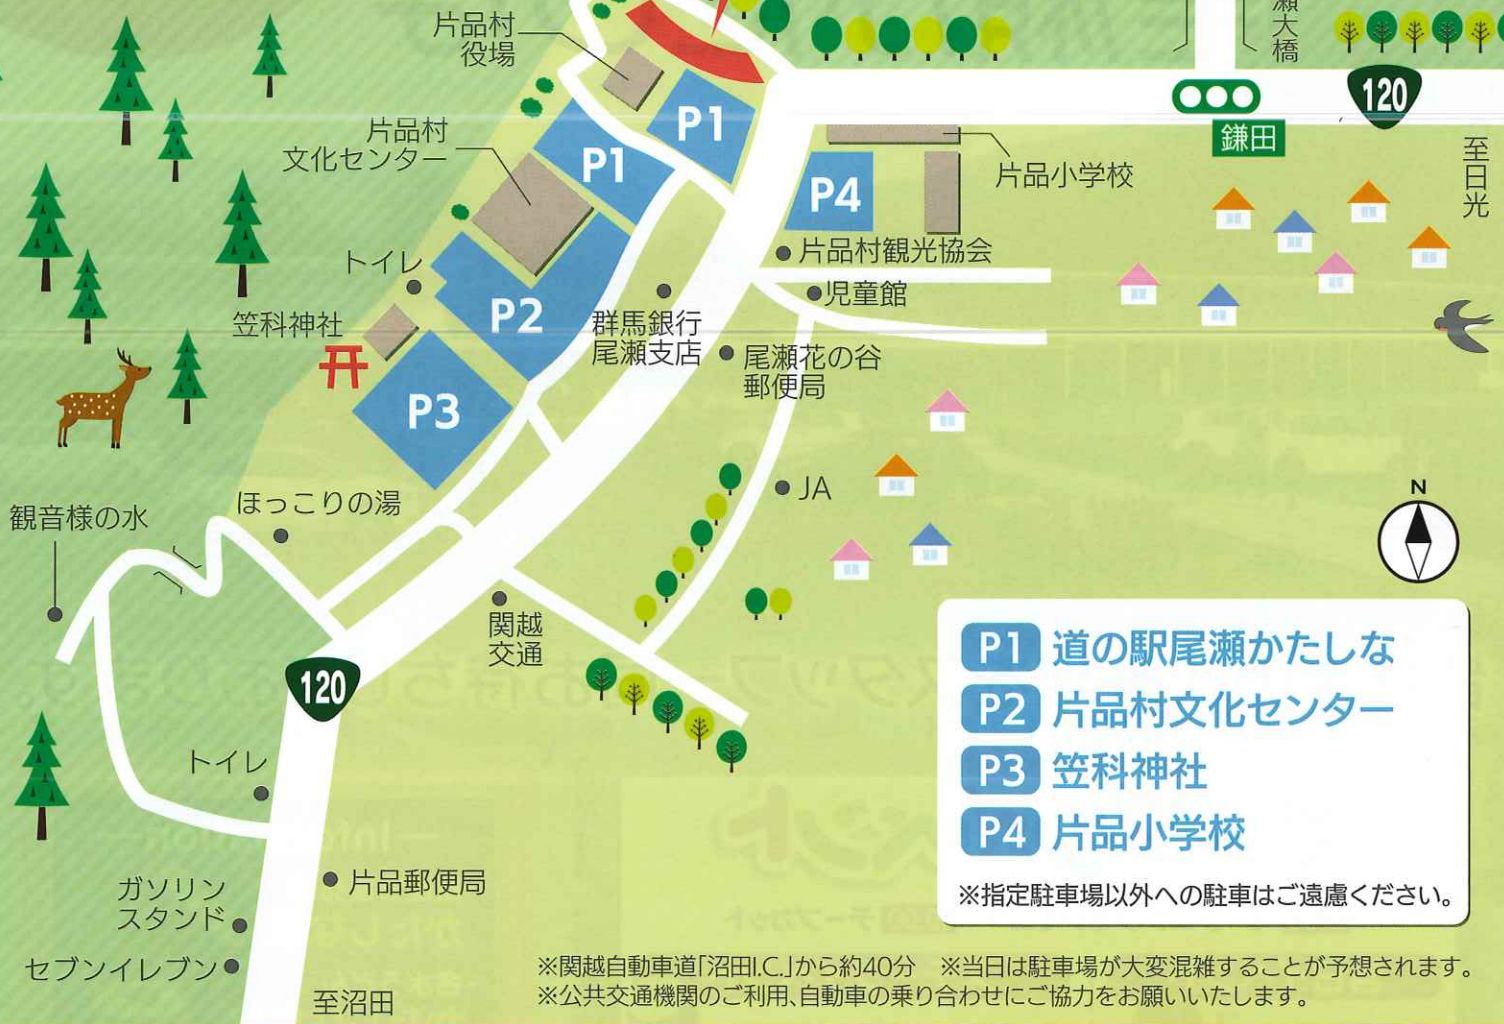 片品村
役場
瀬大橋
120
鎌田
至日光
P1
片品村
文化センター
P1
P4
片品小学校
片品村観光協会
児童館
トイレ
P2
笠科神社
群馬銀行
尾瀬支店
尾瀬花の谷
郵便局
P3
JA
ほっこりの湯
観音様の水
N
関越
交通
120
トイレ
片品郵便局
ガソリン
スタンド
セブンイレブン
至沼田
P1 道の駅尾瀬かたしな
P2 片品村文化センター
P3 笠科神社
P4 片品小学校
※指定駐車場以外への駐車はご遠慮ください。
※関越自動車道「沼田I.C.」から約40分 ※当日は駐車場が大変混雑することが予想されます。
※公共交通機関のご利用、自動車の乗り合わせにご協力をお願いいたします。